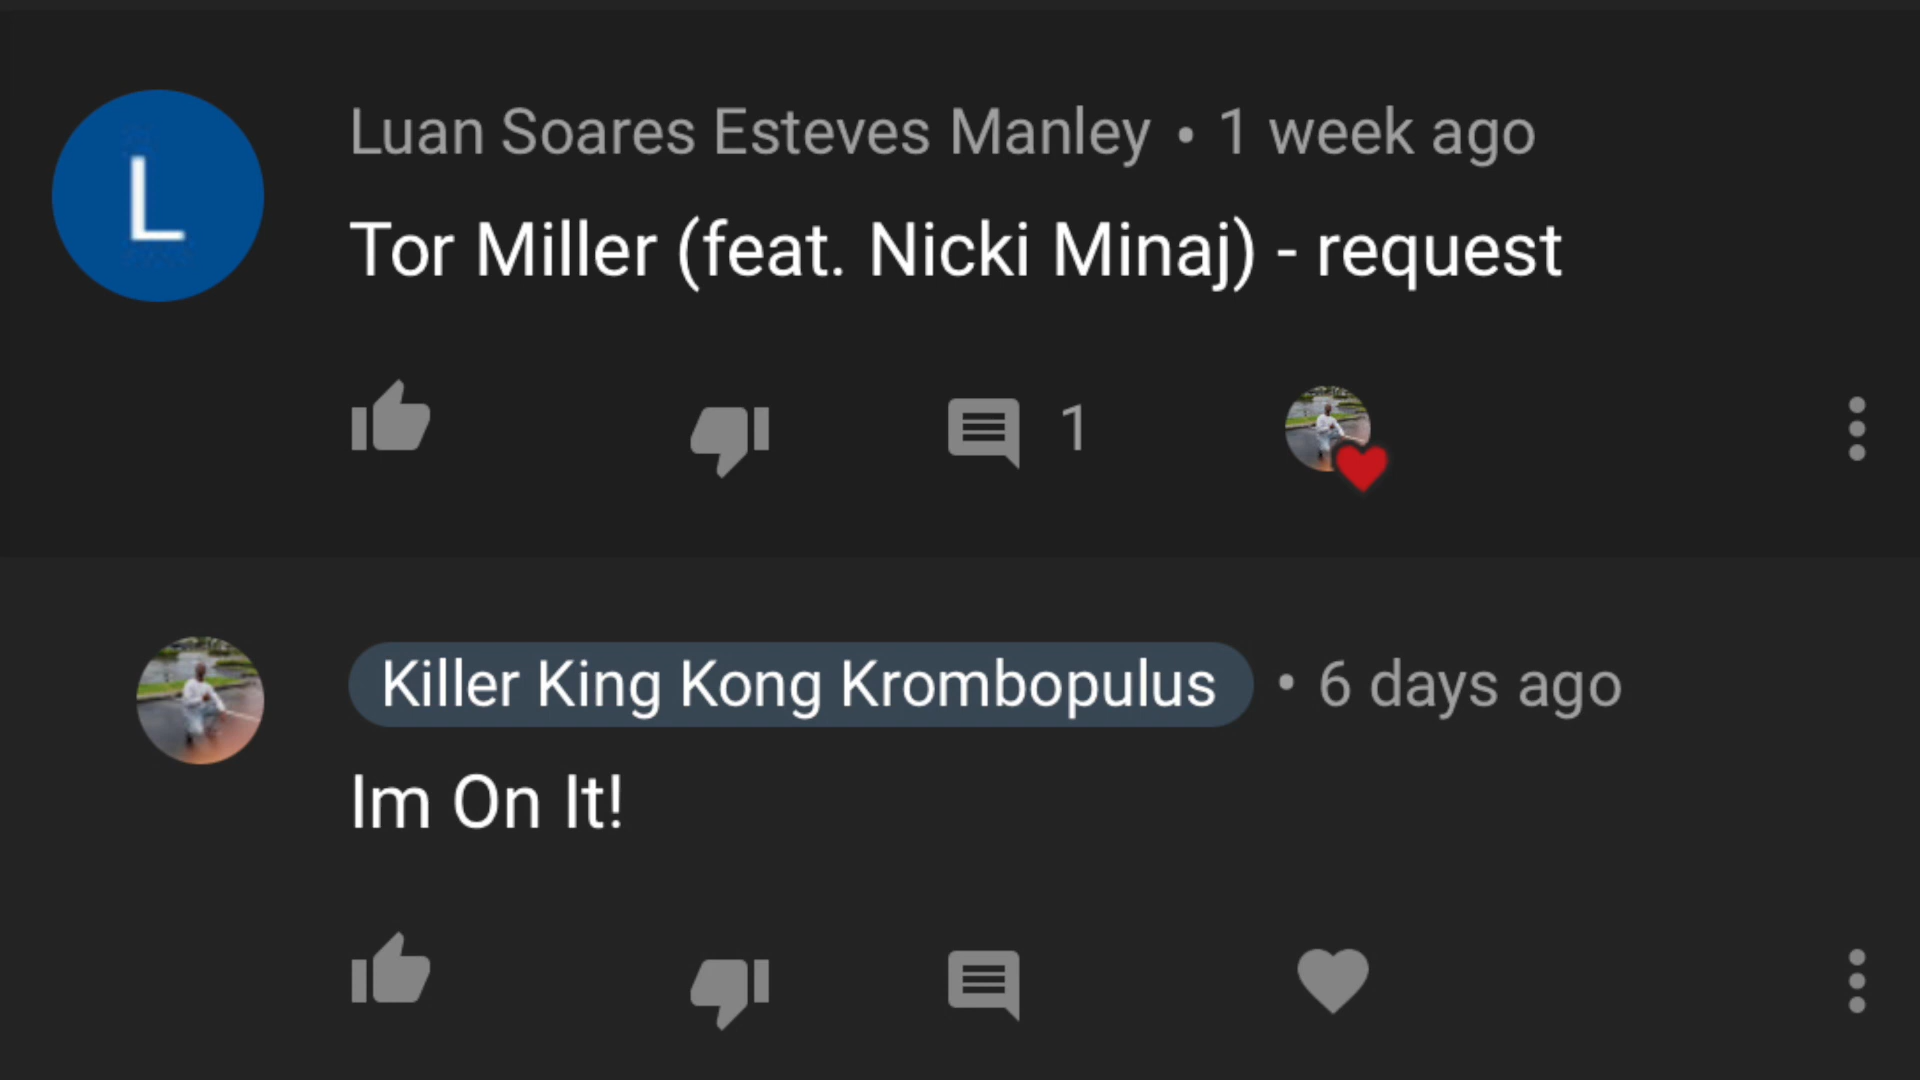 L
Luan Soares Esteves Manley • 1 week ago
Tor Miller (feat. Nicki Minaj) - request
1
Killer King Kong Krombopulus • 6 days ago
Im On It!